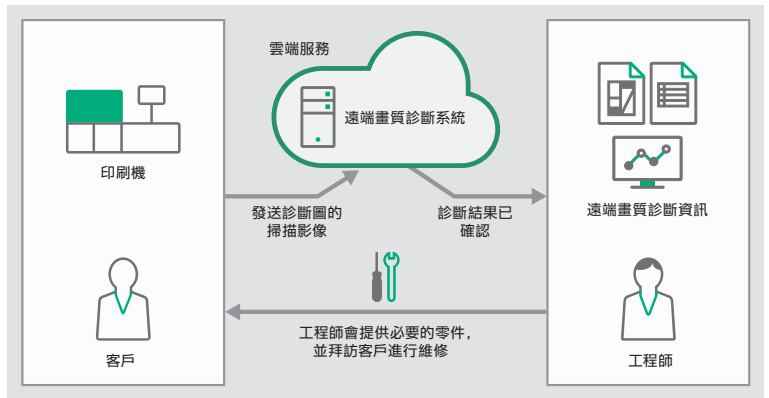 雲端服務
遠端畫質診斷系統
印刷機
發送診斷圖的
掃描影像
診斷結果已
確認
遠端畫質診斷資訊
工程師會提供必要的零件，
並拜訪客戶進行維修
客戶
工程師